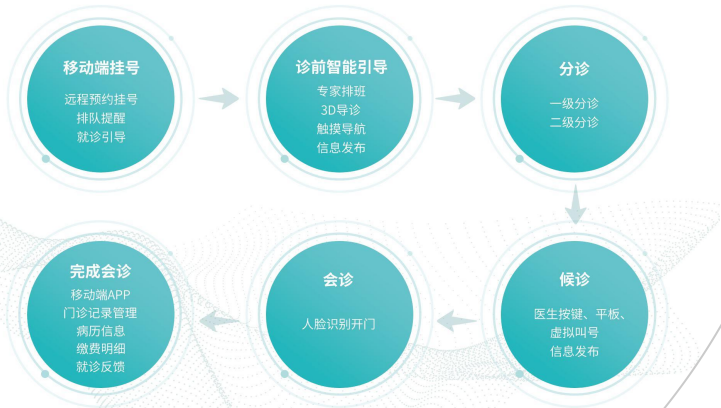 移动端挂号
远程预约挂号
排队提醒
就诊引导
诊前智能引导
专家排班
3D导诊
触摸导航
信息发布
分诊
一级分诊
二级分诊
候诊
医生按键、平板、
虚拟叫号
信息发布
会诊
人脸识别开门
完成会诊
移动端APP
门诊记录管理
病历信息
缴费明细
就诊反馈